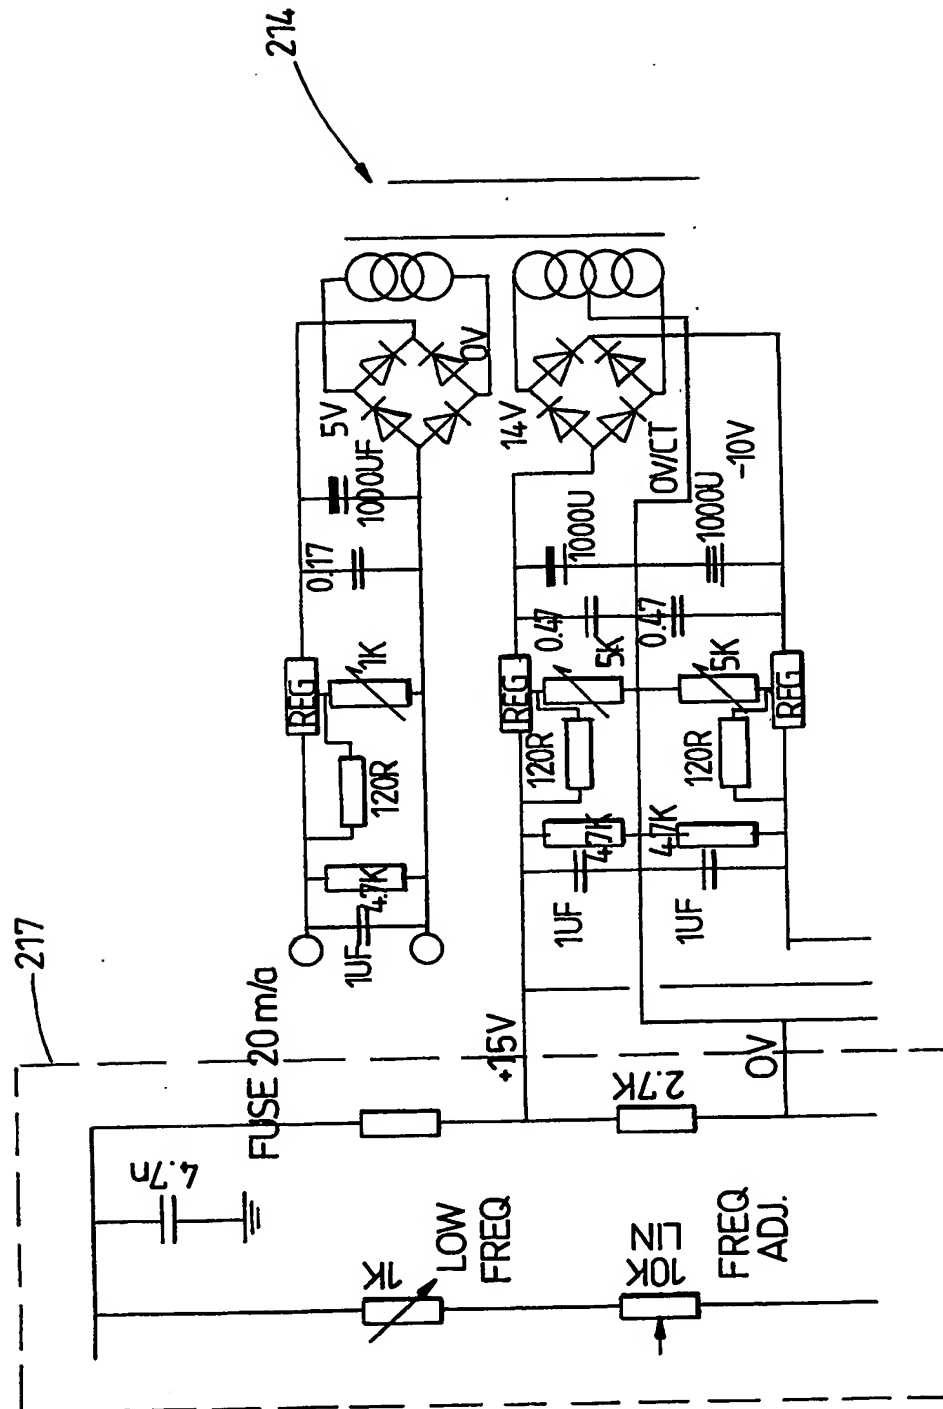 214
5V
0V
1000UF
0.17
REG
1K
120R
4.7K
1UF
14V
0V/CT
-10V
1000U
1000U
0.47
0.47
REG
5K
5K
REG
120R
120R
4.7K
4.7K
1UF
1UF
217
FUSE 20m/a
+15V
0V
4.7n
2.7K
1K
LOW
FREQ
10K
LIN
FREQ
ADJ.